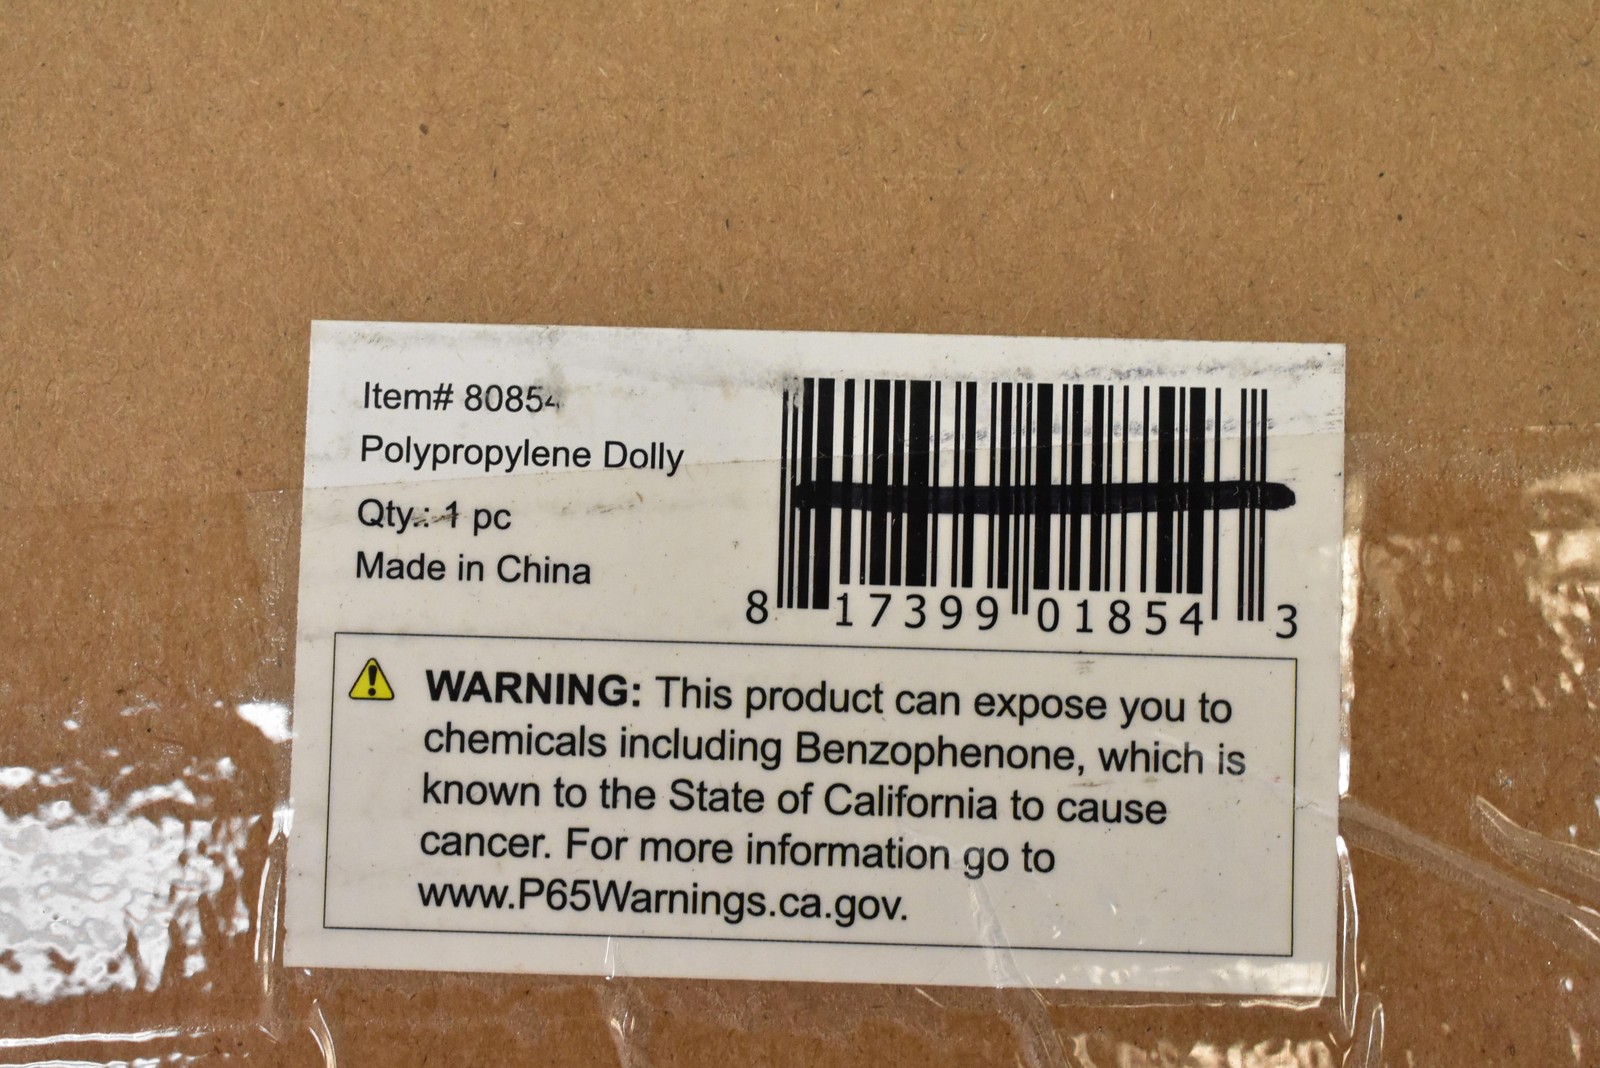 Item# 80854
Polypropylene Dolly
Qty.: 1 pc
Made in China
8 17399 01854 3
WARNING: This product can expose you to
chemicals including Benzophenone, which is
known to the State of California to cause
cancer. For more information go to
www.P65Warnings.ca.gov.